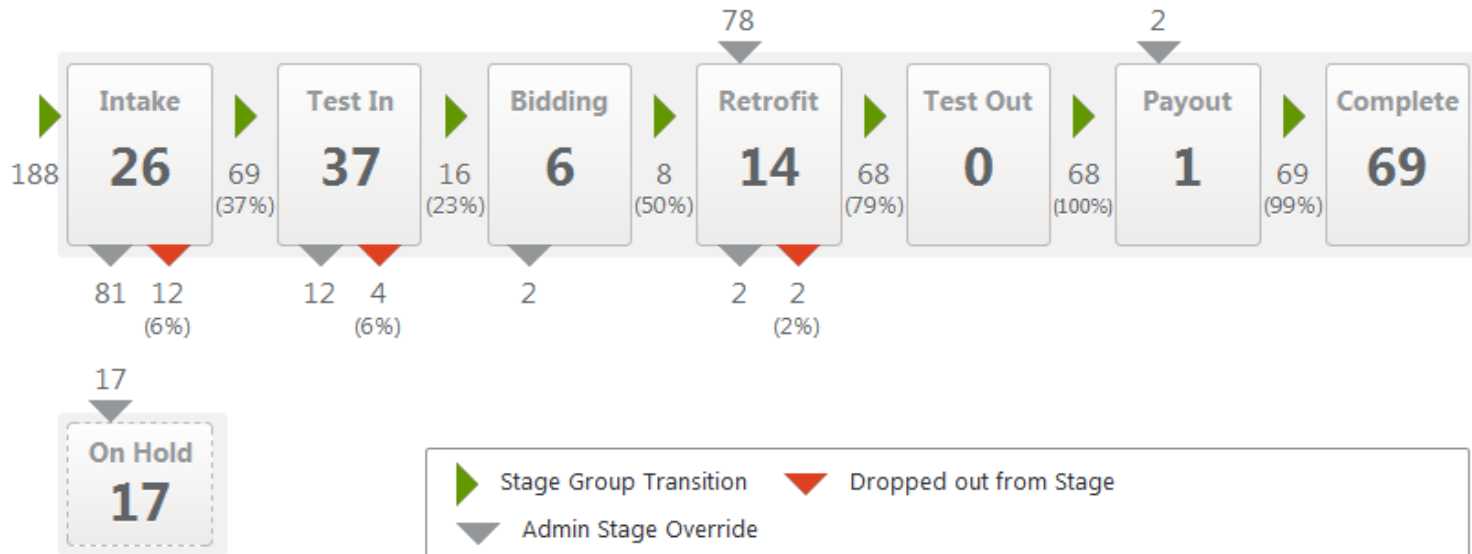 78 2
Intake Test In Bidding Retrofit Test Out Payout Complete
188 26 69 37 16 6 8 14 68 0 68 1 69 69
(37%) (23%) (50%) (79%) (100%) (99%)
81 12 12 4 2 2 2
(6%) (6%) (2%)
17
On Hold
17
Stage Group Transition Dropped out from Stage
Admin Stage Override